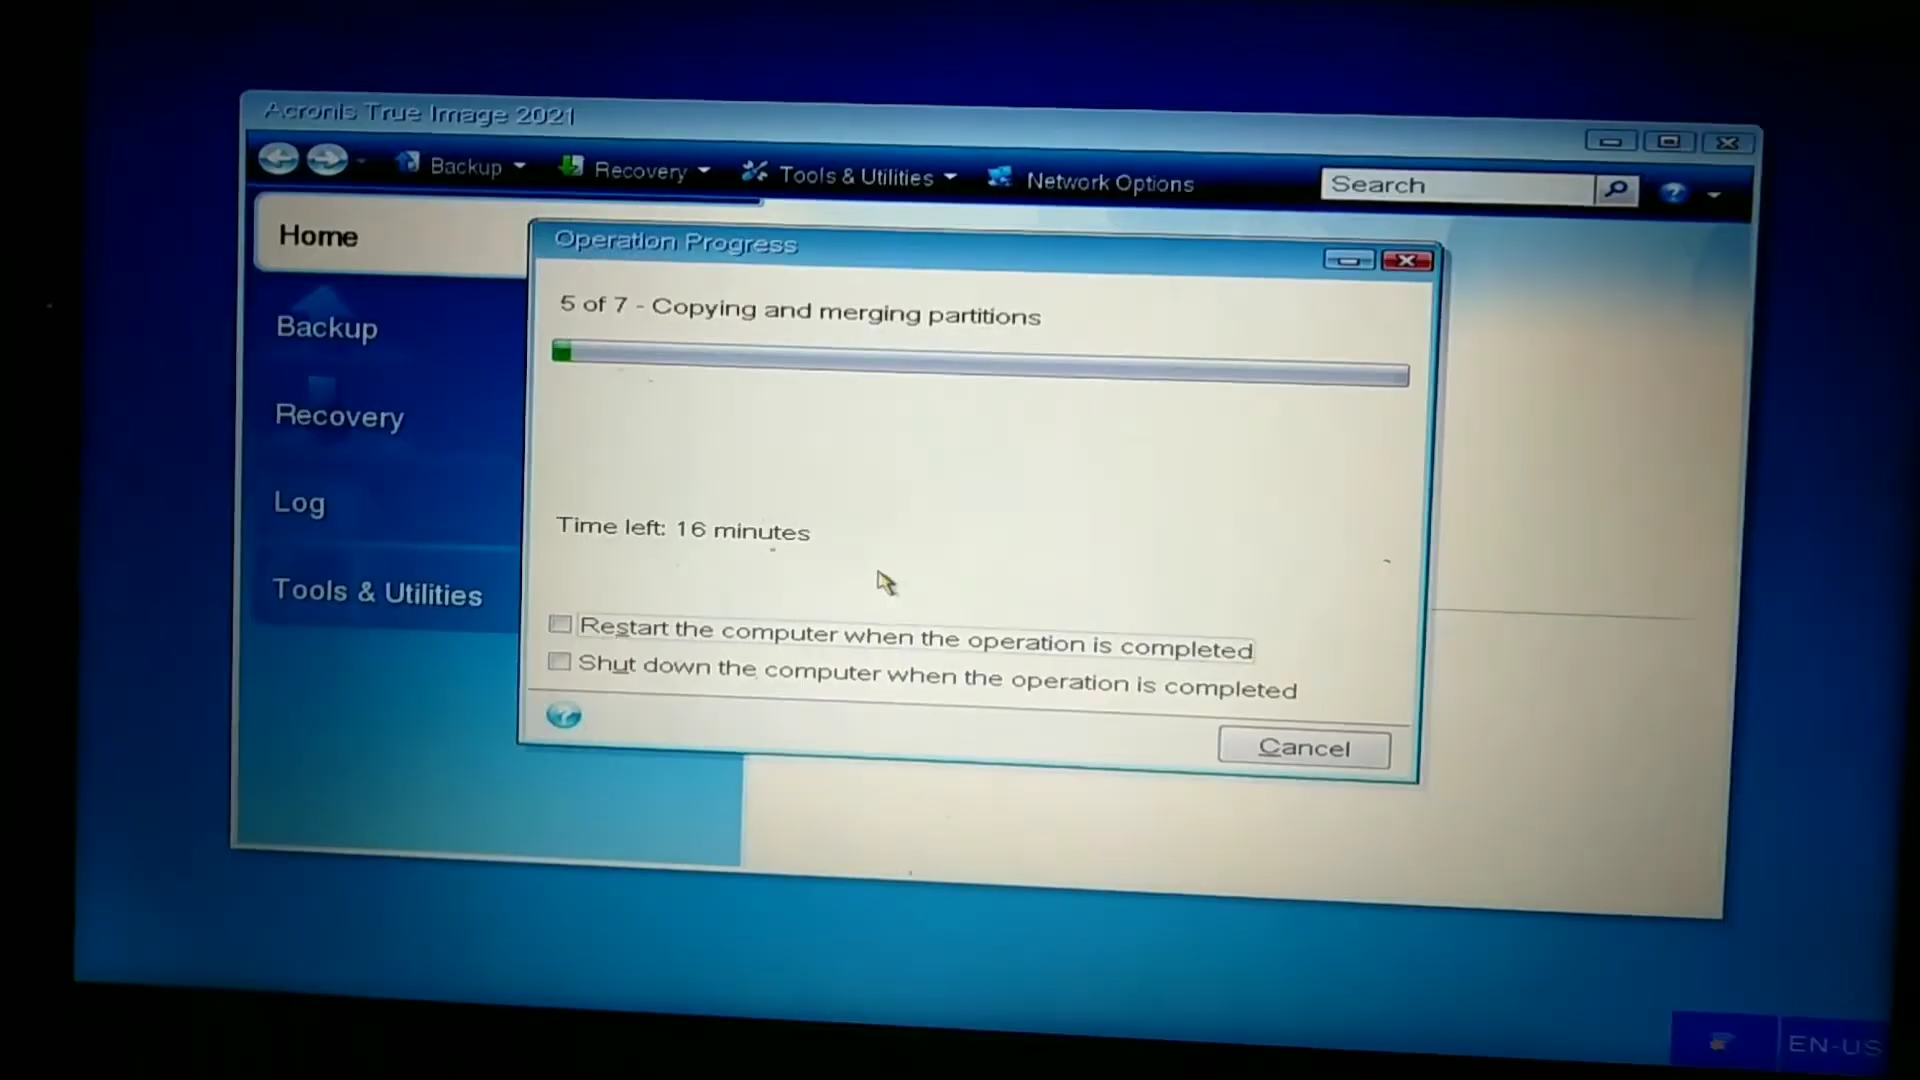 Acronis True Image 2021
Backup Recovery Tools & Utilities Network Options Search
Home
Backup
Recovery
Log
Tools & Utilities
Operation Progress
5 of 7 - Copying and merging partitions
Time left: 16 minutes
Restart the computer when the operation is completed
Shut down the computer when the operation is completed
Cancel
EN-US